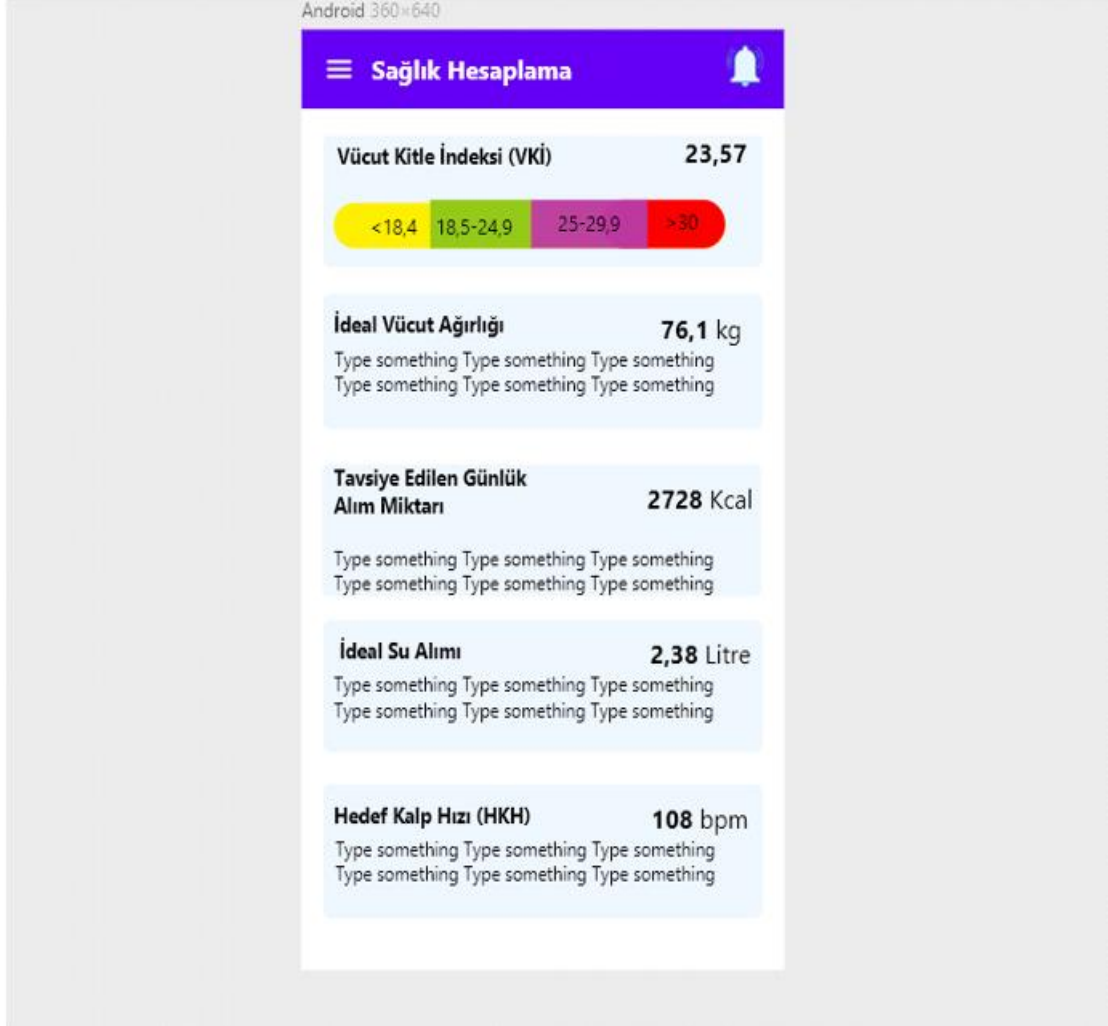 Android 360×640
Sağlık Hesaplama
Vücut Kitle İndeksi (VKİ) 23,57
<18,4 18,5-24,9 25-29,9 >30
İdeal Vücut Ağırlığı 76,1 kg
Type something Type something Type something
Type something Type something Type something
Tavsiye Edilen Günlük
Alım Miktarı 2728 Kcal
Type something Type something Type something
Type something Type something Type something
İdeal Su Alımı 2,38 Litre
Type something Type something Type something
Type something Type something Type something
Hedef Kalp Hızı (HKH) 108 bpm
Type something Type something Type something
Type something Type something Type something